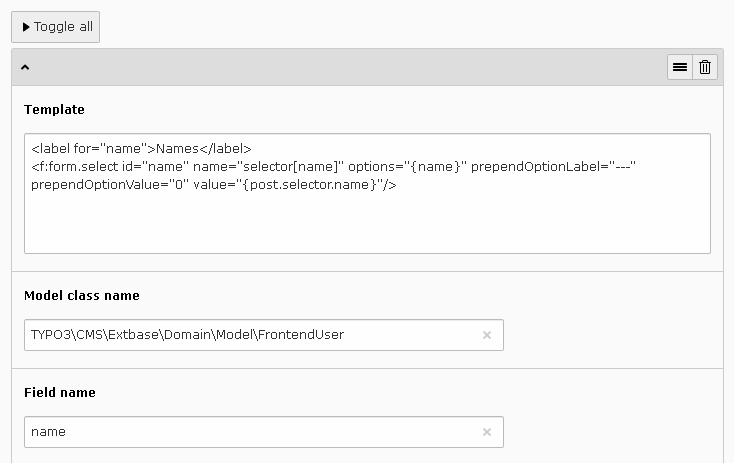 Toggle all
Template
<label for="name">Names</label>
<f:form.select id="name" name="selector[name]" options="{name}" prependOptionLabel="---"
prependOptionValue="0" value="{post.selector.name}"/>
Model class name
TYPO3\CMS\Extbase\Domain\Model\FrontendUser
Field name
name